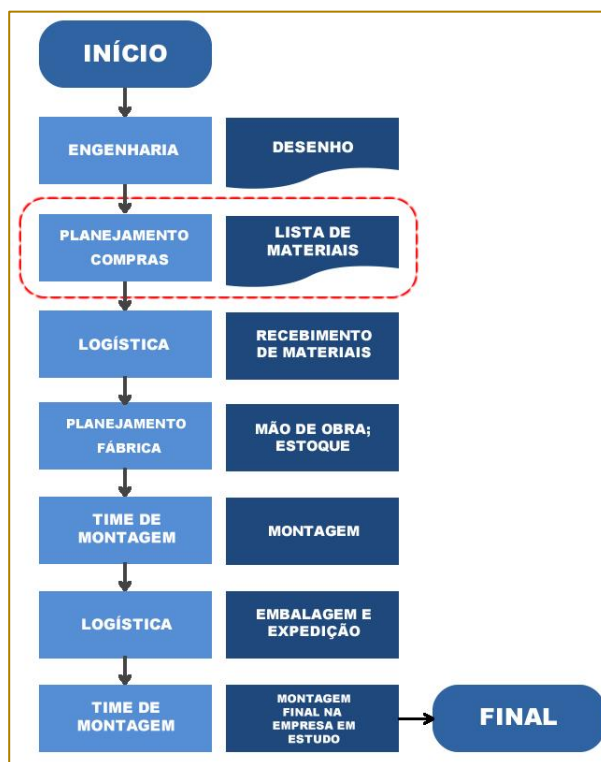 INÍCIO
ENGENHARIA
DESENHO
PLANEJAMENTO
COMPRAS
LISTA DE
MATERIAIS
LOGÍSTICA
RECEBIMENTO
DE MATERIAIS
PLANEJAMENTO
FÁBRICA
MÃO DE OBRA;
ESTOQUE
TIME DE
MONTAGEM
MONTAGEM
LOGÍSTICA
EMBALAGEM E
EXPEDIÇÃO
TIME DE
MONTAGEM
MONTAGEM
FINAL NA
EMPRESA EM
ESTUDO
FINAL